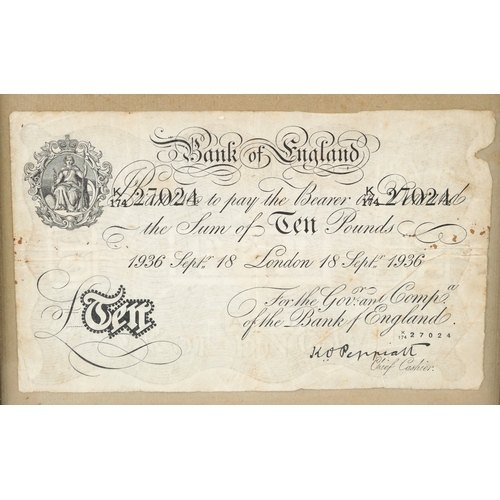 Bank of England
K/174 27024 to pay the Bearer on Demand K/174 27024
the Sum of Ten Pounds
1936 Septr. 18 London 18 Septr. 1936
For the Govr. and Compa.
of the Bank of England.
£Ten
K/174 27024
K O Peppiatt
Chief Cashier.